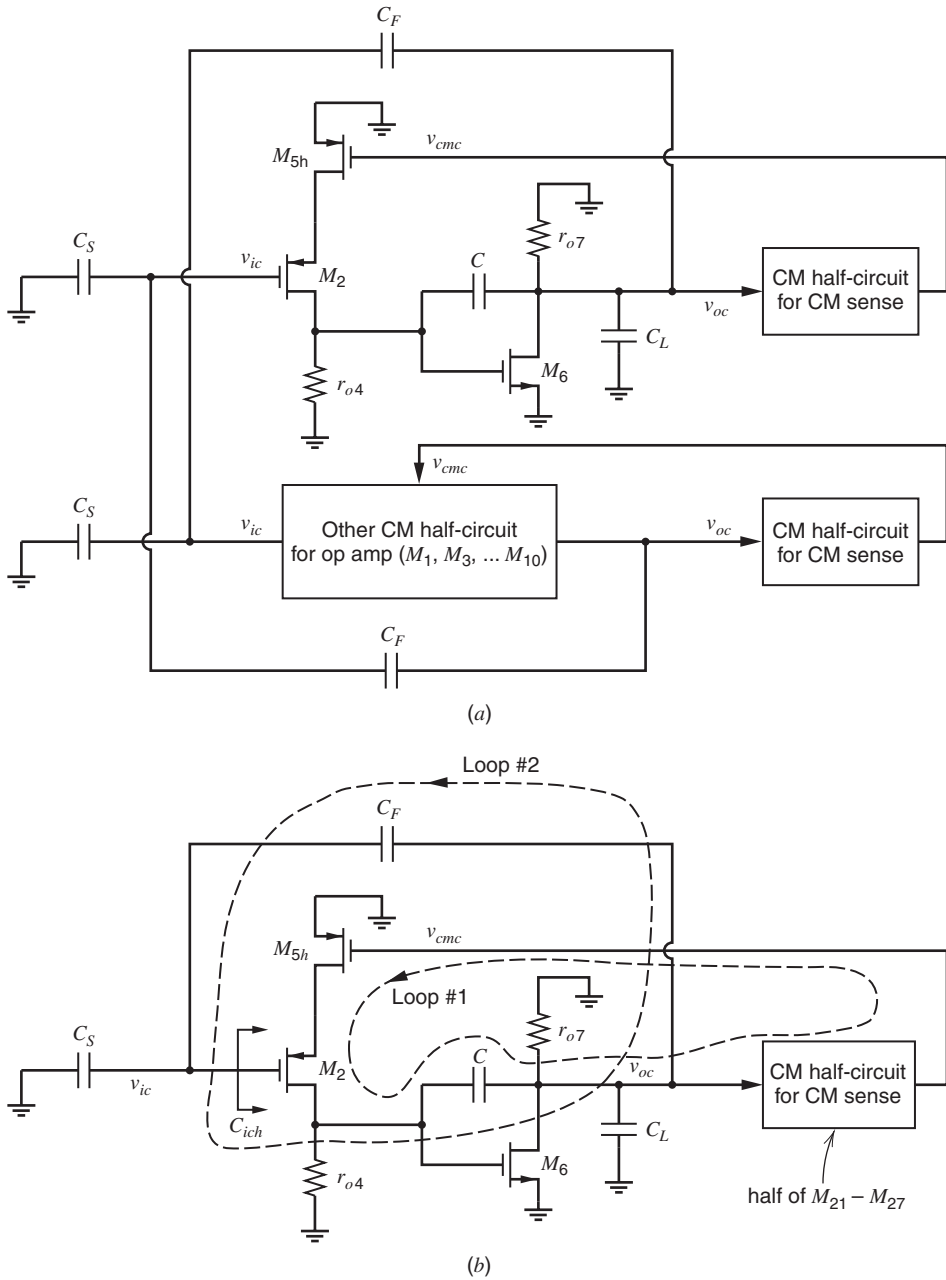 C_F
M_5h
v_cmc
C_S
v_ic
M_2
C
r_o7
v_oc
CM half-circuit
for CM sense
C_L
M_6
r_o4
v_cmc
C_S
v_ic
Other CM half-circuit
for op amp (M_1, M_3, ... M_10)
v_oc
CM half-circuit
for CM sense
C_F
(a)
Loop #2
C_F
M_5h
v_cmc
Loop #1
C_S
r_o7
v_ic
C_ich
M_2
C
v_oc
CM half-circuit
for CM sense
C_L
M_6
r_o4
half of M_21 – M_27
(b)